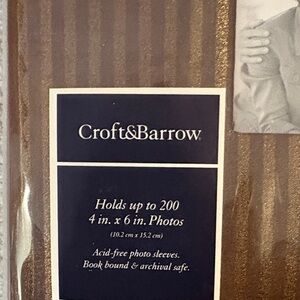 Croft&Barrow
Holds up to 200
4 in. x 6 in. Photos
(10.2 cm x 15.2 cm)
Acid-free photo sleeves.
Book bound & archival safe.